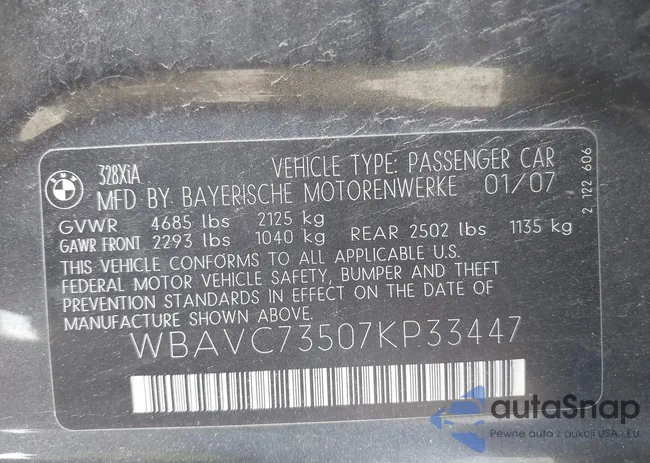 BMW
328XiA
VEHICLE TYPE: PASSENGER CAR
MFD BY BAYERISCHE MOTORENWERKE 01/07
GVWR 4685 lbs 2125 kg
GAWR FRONT 2293 lbs 1040 kg REAR 2502 lbs 1135 kg
THIS VEHICLE CONFORMS TO ALL APPLICABLE U.S.
FEDERAL MOTOR VEHICLE SAFETY, BUMPER AND THEFT
PREVENTION STANDARDS IN EFFECT ON THE DATE OF
MANUFACTURE SHOWN ABOVE.
WBAVC73507KP33447
2 122 606
autaSnap
Pewne auta z aukcji USA i EU